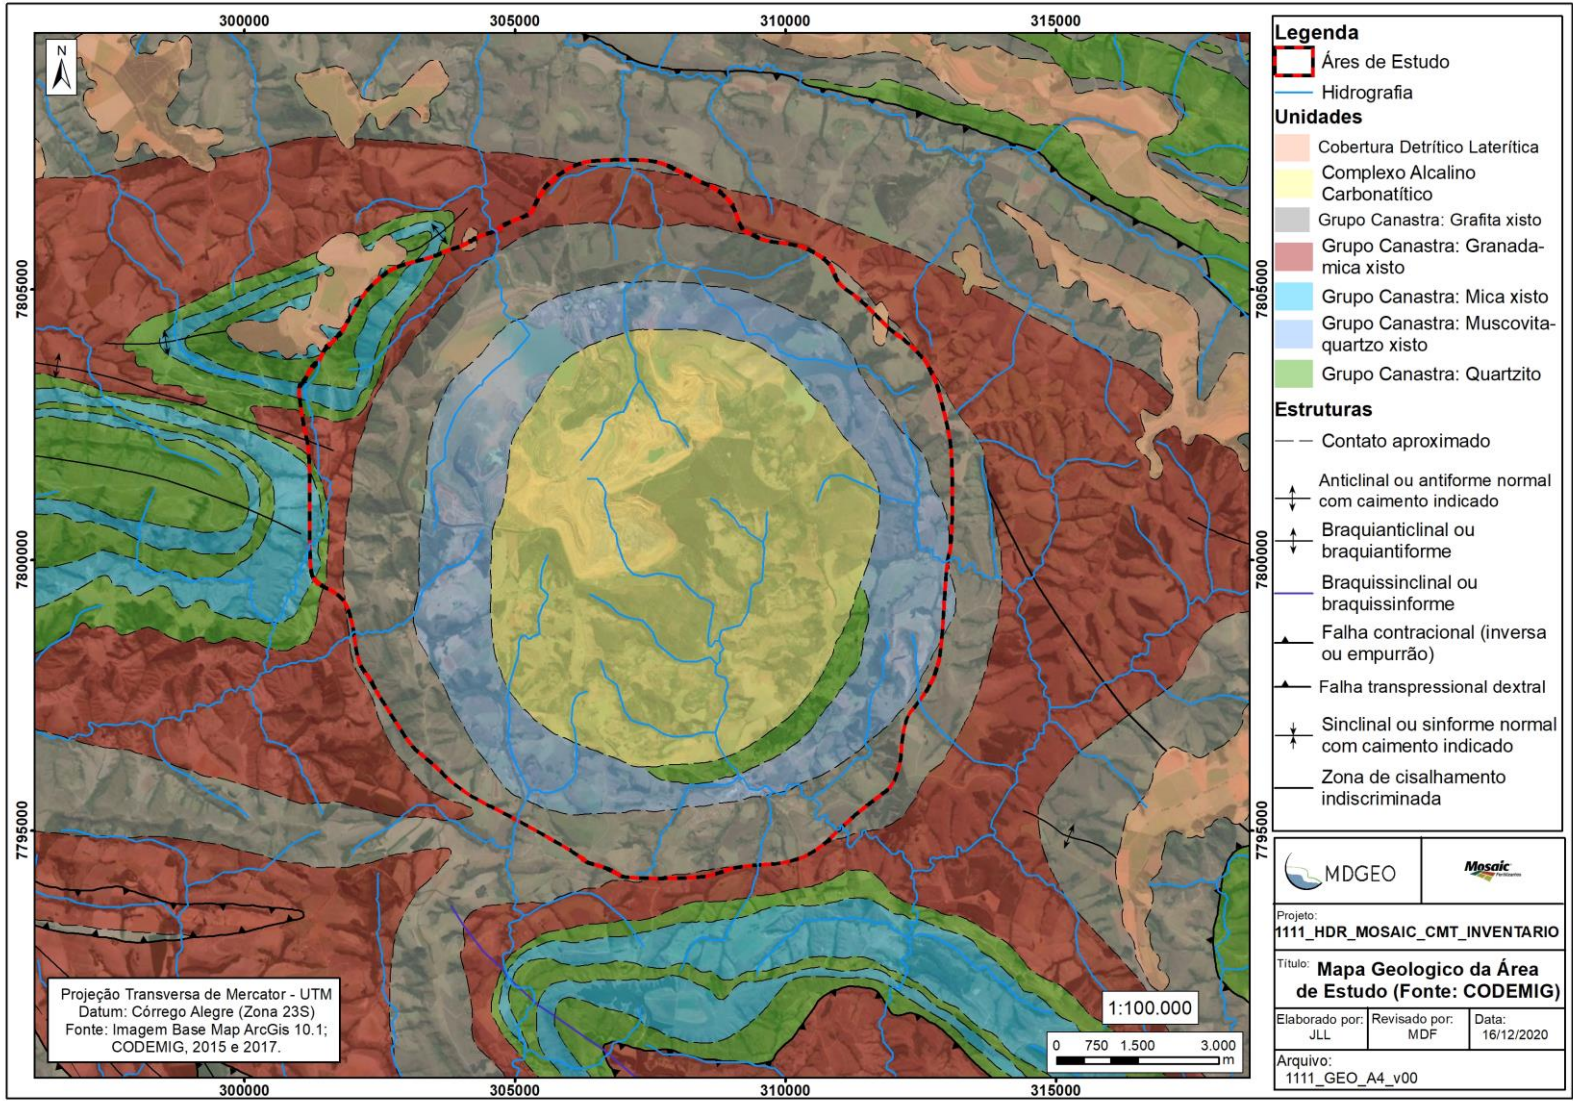 300000
305000
310000
315000
N
7805000
7800000
7795000
7805000
7800000
7795000
300000
305000
310000
315000
Projeção Transversa de Mercator - UTM
Datum: Córrego Alegre (Zona 23S)
Fonte: Imagem Base Map ArcGis 10.1;
CODEMIG, 2015 e 2017.
1:100.000
0 750 1.500 3.000
m
Legenda
Áres de Estudo
Hidrografia
Unidades
Cobertura Detrítico Laterítica
Complexo Alcalino
Carbonatítico
Grupo Canastra: Grafita xisto
Grupo Canastra: Granada-
mica xisto
Grupo Canastra: Mica xisto
Grupo Canastra: Muscovita-
quartzo xisto
Grupo Canastra: Quartzito
Estruturas
Contato aproximado
Anticlinal ou antiforme normal
com caimento indicado
Braquianticlinal ou
braquiantiforme
Braquissinclinal ou
braquissinforme
Falha contracional (inversa
ou empurrão)
Falha transpressional dextral
Sinclinal ou sinforme normal
com caimento indicado
Zona de cisalhamento
indiscriminada
MDGEO
Mosaic
Fertilizantes
Projeto:
1111_HDR_MOSAIC_CMT_INVENTARIO
Título: Mapa Geologico da Área
de Estudo (Fonte: CODEMIG)
Elaborado por:
JLL
Revisado por:
MDF
Data:
16/12/2020
Arquivo:
1111_GEO_A4_v00